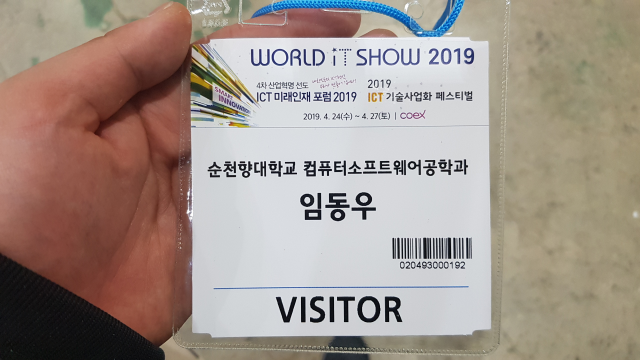 WORLD iT SHOW 2019
SMART INNOVATION
4차 산업혁명 선도
ICT 미래인재 포럼 2019
2019
ICT 기술사업화 페스티벌
2019. 4. 24(수) ~ 4. 27(토) | coex
순천향대학교 컴퓨터소프트웨어공학과
임동우
020493000192
VISITOR